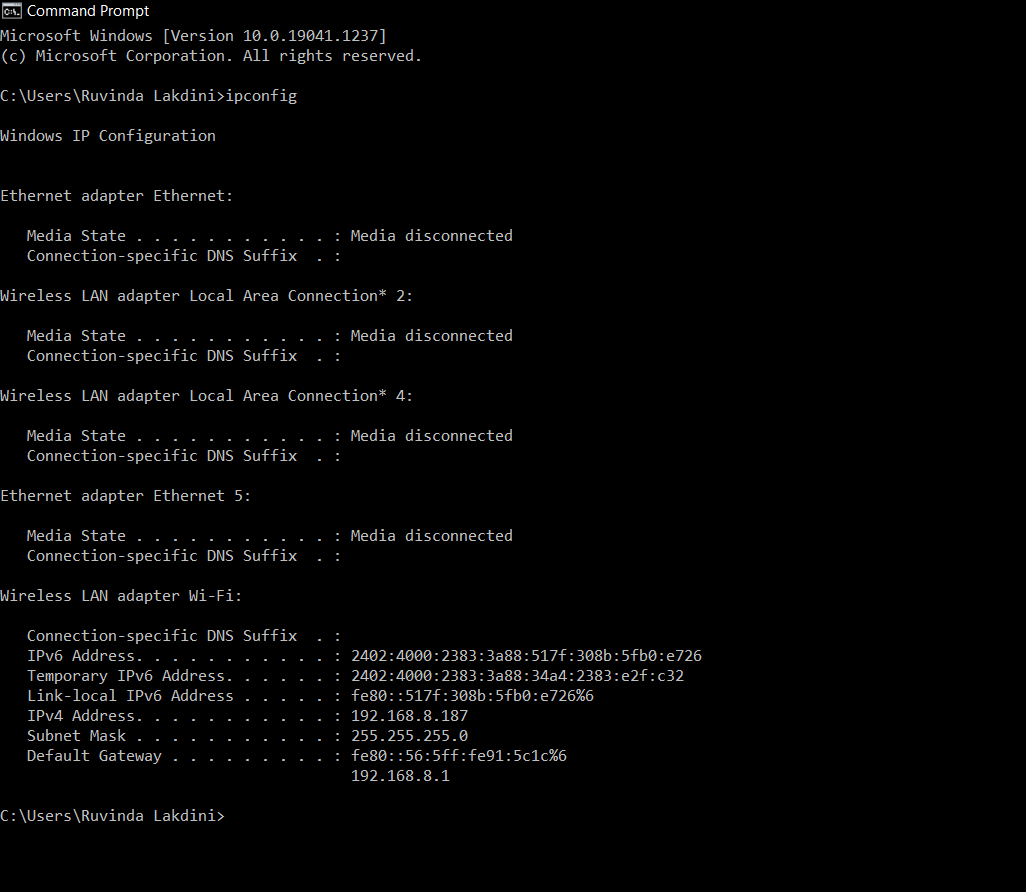 Command Prompt
Microsoft Windows [Version 10.0.19041.1237]
(c) Microsoft Corporation. All rights reserved.
C:\Users\Ruvinda Lakdini>ipconfig
Windows IP Configuration
Ethernet adapter Ethernet:
   Media State . . . . . . . . . . . : Media disconnected
   Connection-specific DNS Suffix  . :
Wireless LAN adapter Local Area Connection* 2:
   Media State . . . . . . . . . . . : Media disconnected
   Connection-specific DNS Suffix  . :
Wireless LAN adapter Local Area Connection* 4:
   Media State . . . . . . . . . . . : Media disconnected
   Connection-specific DNS Suffix  . :
Ethernet adapter Ethernet 5:
   Media State . . . . . . . . . . . : Media disconnected
   Connection-specific DNS Suffix  . :
Wireless LAN adapter Wi-Fi:
   Connection-specific DNS Suffix  . :
   IPv6 Address. . . . . . . . . . . : 2402:4000:2383:3a88:517f:308b:5fb0:e726
   Temporary IPv6 Address. . . . . . : 2402:4000:2383:3a88:34a4:2383:e2f:c32
   Link-local IPv6 Address . . . . . : fe80::517f:308b:5fb0:e726%6
   IPv4 Address. . . . . . . . . . . : 192.168.8.187
   Subnet Mask . . . . . . . . . . . : 255.255.255.0
   Default Gateway . . . . . . . . . : fe80::56:5ff:fe91:5c1c%6
                                       192.168.8.1
C:\Users\Ruvinda Lakdini>